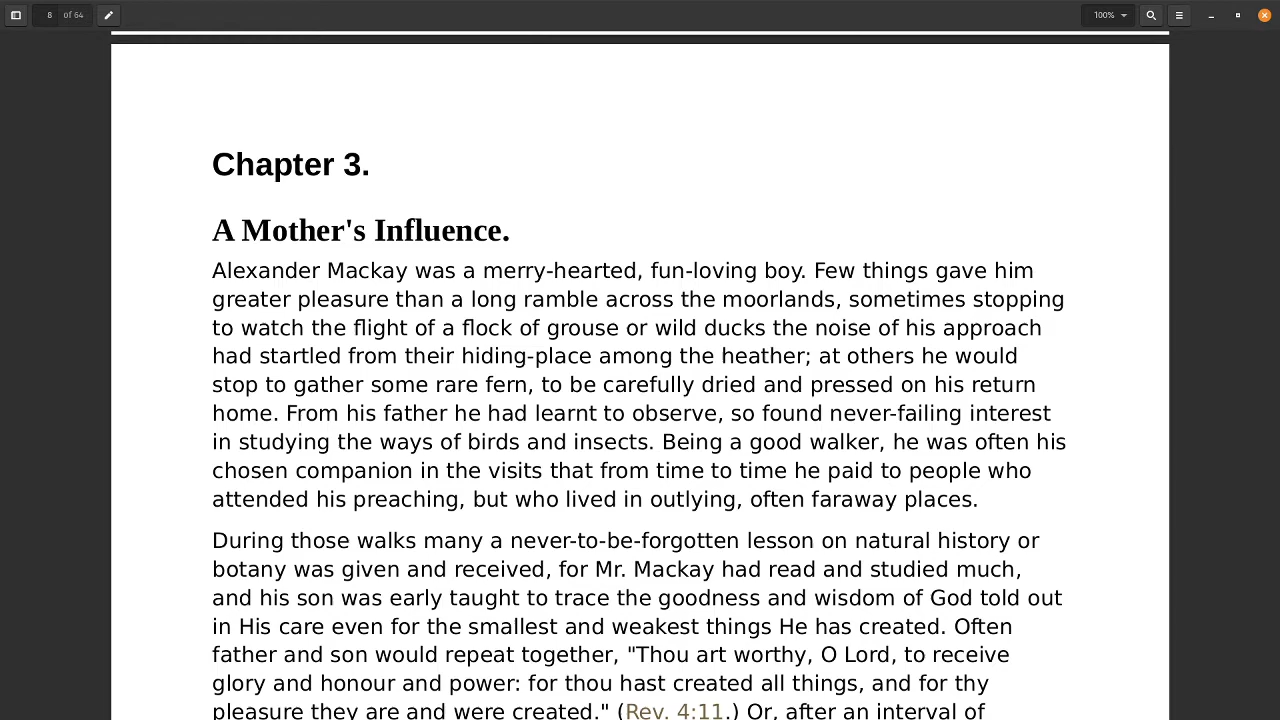 8 of 64
100%
Chapter 3.
A Mother's Influence.
Alexander Mackay was a merry-hearted, fun-loving boy. Few things gave him
greater pleasure than a long ramble across the moorlands, sometimes stopping
to watch the flight of a flock of grouse or wild ducks the noise of his approach
had startled from their hiding-place among the heather; at others he would
stop to gather some rare fern, to be carefully dried and pressed on his return
home. From his father he had learnt to observe, so found never-failing interest
in studying the ways of birds and insects. Being a good walker, he was often his
chosen companion in the visits that from time to time he paid to people who
attended his preaching, but who lived in outlying, often faraway places.
During those walks many a never-to-be-forgotten lesson on natural history or
botany was given and received, for Mr. Mackay had read and studied much,
and his son was early taught to trace the goodness and wisdom of God told out
in His care even for the smallest and weakest things He has created. Often
father and son would repeat together, "Thou art worthy, O Lord, to receive
glory and honour and power: for thou hast created all things, and for thy
pleasure they are and were created." (Rev. 4:11.) Or, after an interval of